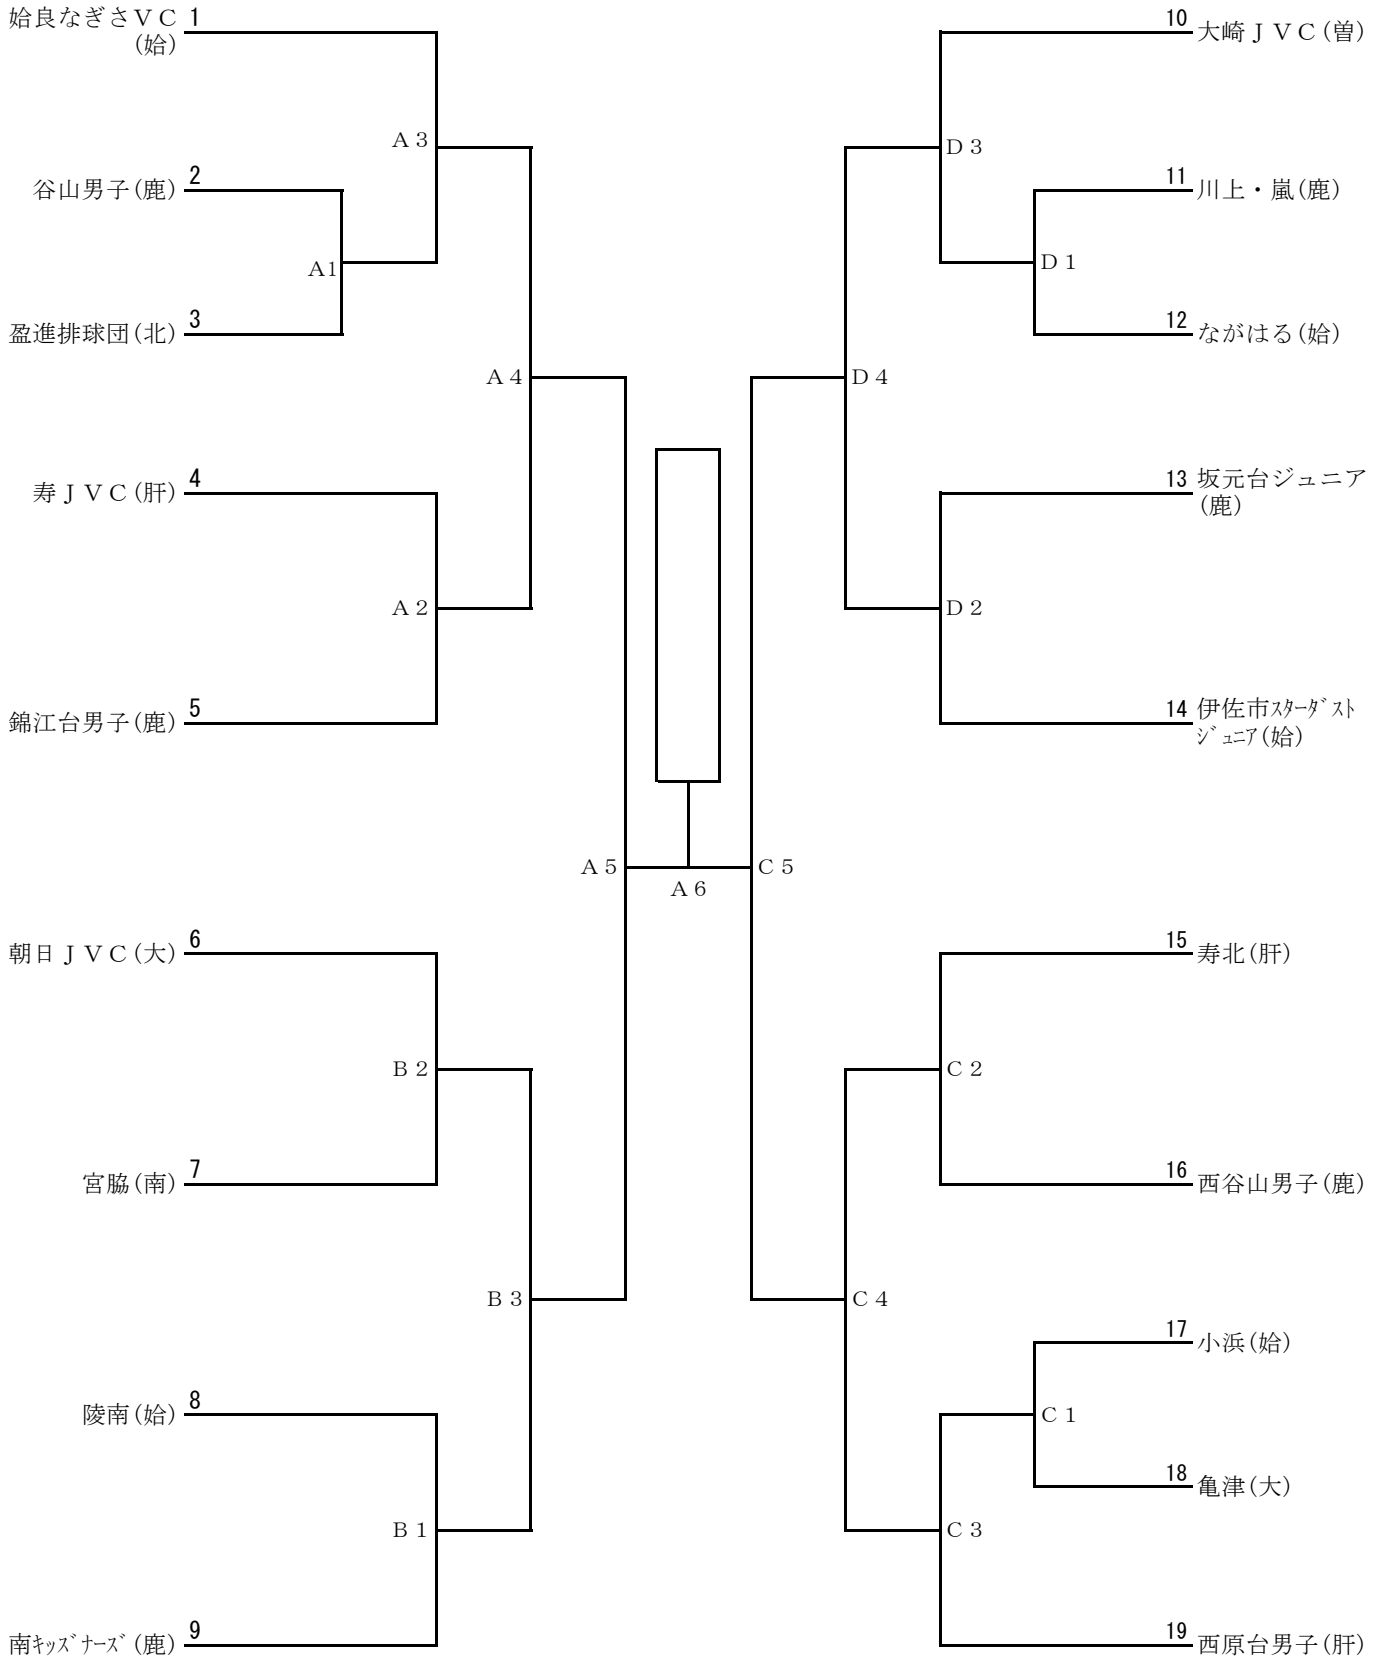 姶良なぎさＶＣ 1
(姶)
A３
谷山男子(鹿) 2
A1
盈進排球団(北) 3
A４
寿ＪＶＣ(肝) 4
A２
錦江台男子(鹿) 5
A５
A６
朝日ＪＶＣ(大) 6
B２
宮脇(南) 7
B３
陵南(姶) 8
B１
南ｷｯｽﾞﾅｰｽﾞ(鹿) 9
10 大崎ＪＶＣ(曽)
D３
11 川上・嵐(鹿)
D１
12 ながはる(姶)
D４
13 坂元台ジュニア
(鹿)
D２
14 伊佐市ｽﾀｰﾀﾞｽﾄ
ｼﾞｭﾆｱ(姶)
C５
15 寿北(肝)
C２
16 西谷山男子(鹿)
C４
17 小浜(姶)
C１
18 亀津(大)
C３
19 西原台男子(肝)